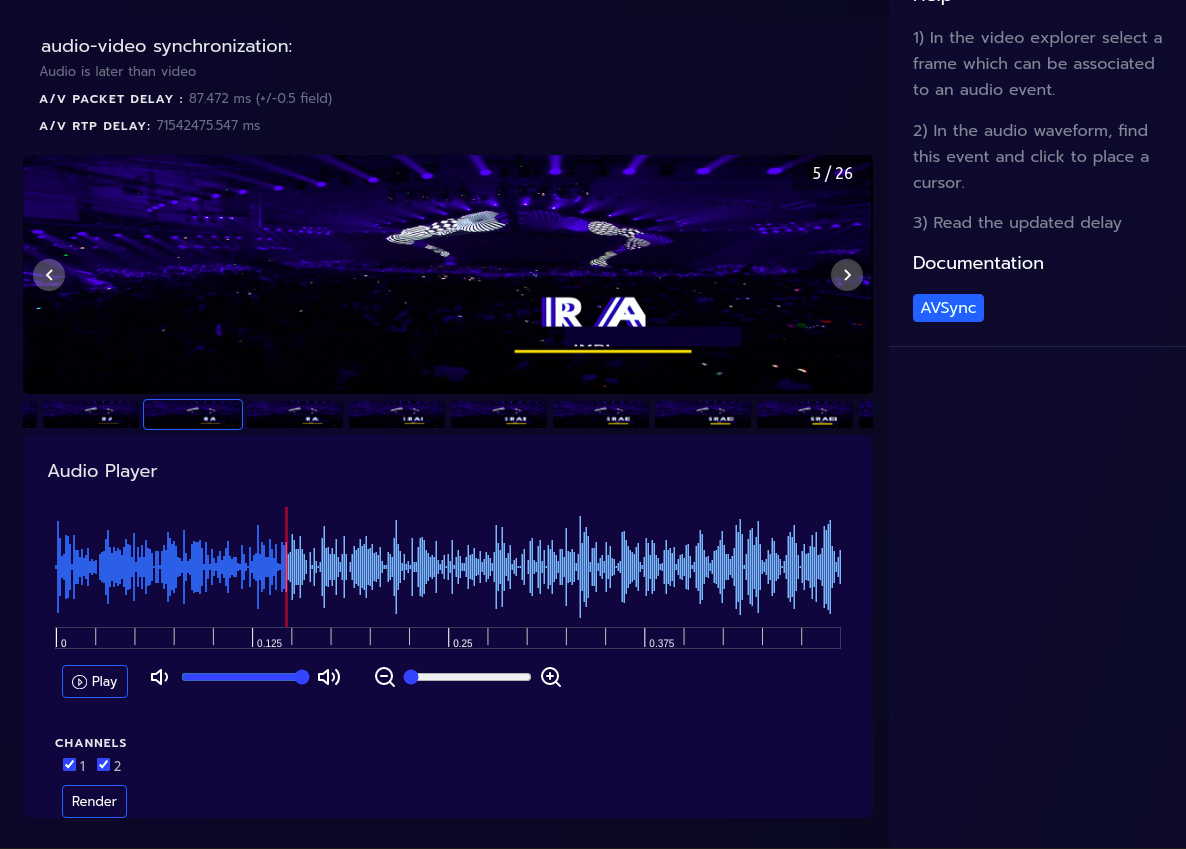 Help
audio-video synchronization:
Audio is later than video
A/V PACKET DELAY : 87.472 ms (+/-0.5 field)
A/V RTP DELAY: 71542475.547 ms
5 / 26
Audio Player
0 0.125 0.25 0.375
Play
CHANNELS
1 2
Render
1) In the video explorer select a
frame which can be associated
to an audio event.
2) In the audio waveform, find
this event and click to place a
cursor.
3) Read the updated delay
Documentation
AVSync